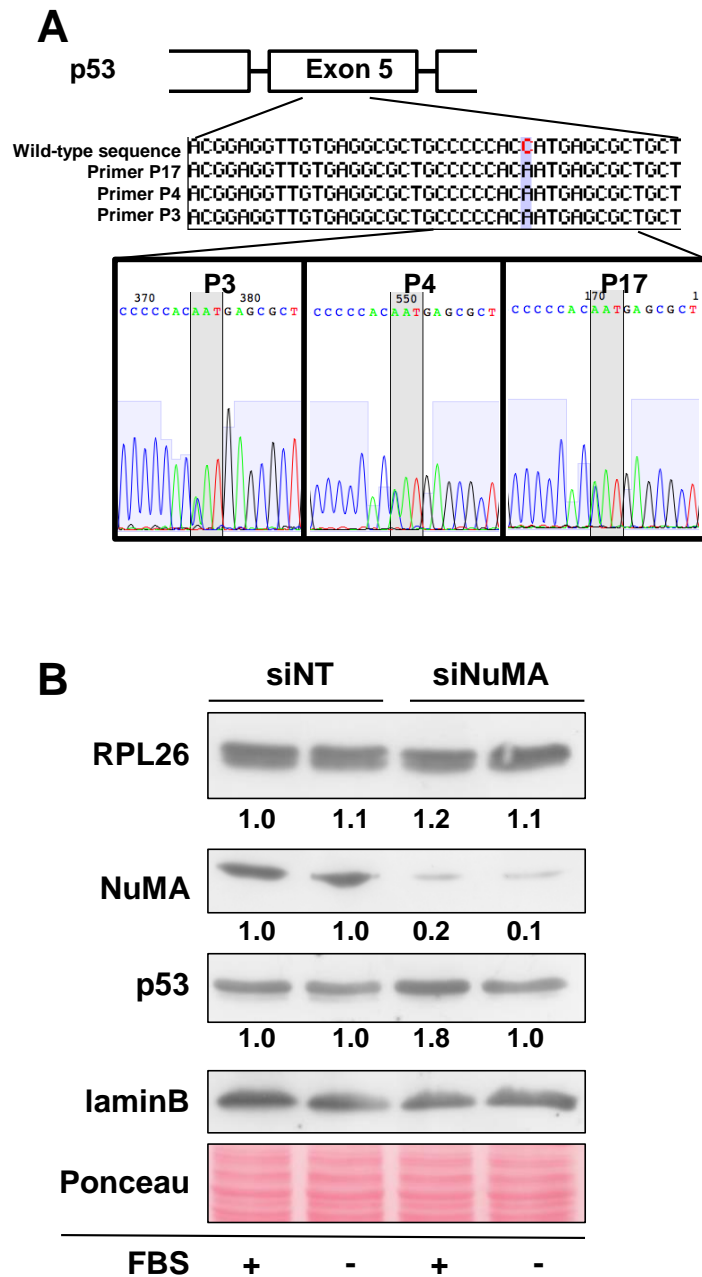 A
p53
Exon 5
Wild-type sequence ACGGAGGTTGTGAGGCGCTGCCCCCACCATGAGCGCTGCT
Primer P17 ACGGAGGTTGTGAGGCGCTGCCCCCACAATGAGCGCTGCT
Primer P4 ACGGAGGTTGTGAGGCGCTGCCCCCACAATGAGCGCTGCT
Primer P3 ACGGAGGTTGTGAGGCGCTGCCCCCACAATGAGCGCTGCT
P3 P4 P17
370 380 550 170 1
CCCCCACAATGAGCGCT CCCCCACAATGAGCGCT CCCCCACAATGAGCGCT
B
siNT siNuMA
RPL26
1.0 1.1 1.2 1.1
NuMA
1.0 1.0 0.2 0.1
p53
1.0 1.0 1.8 1.0
laminB
Ponceau
FBS + - + -